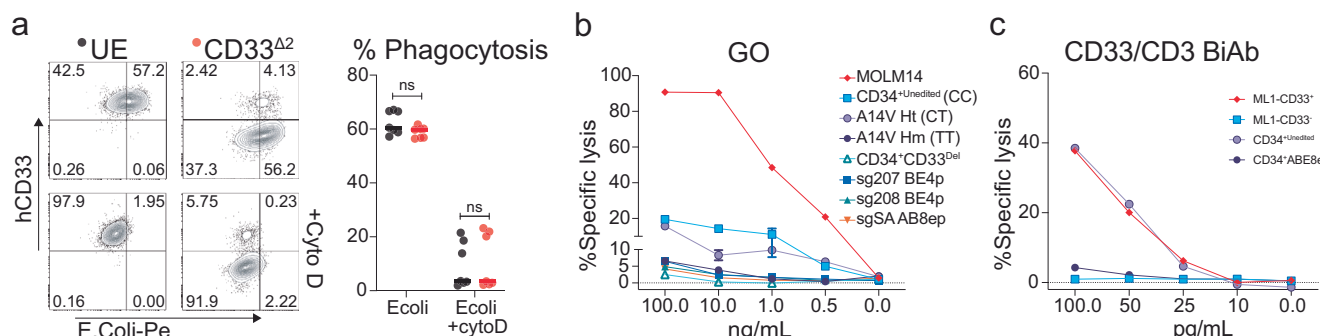 a
UE
CD33Δ2
42.5 57.2
0.26 0.06
2.42 4.13
37.3 56.2
97.9 1.95
0.16 0.00
5.75 0.23
91.9 2.22
hCD33
E.Coli-Pe
+Cyto D
% Phagocytosis
80
60
40
20
0
ns
ns
Ecoli
Ecoli
+cytoD
b
GO
%Specific lysis
100
80
60
40
20
10
5
0
100.0 10.0 1.0 0.5 0.0
ng/mL
MOLM14
CD34+Unedited (CC)
A14V Ht (CT)
A14V Hm (TT)
CD34+CD33Del
sg207 BE4p
sg208 BE4p
sgSA AB8ep
c
CD33/CD3 BiAb
%Specific lysis
60
40
20
0
100.0 50 25 10 0.0
pg/mL
ML1-CD33+
ML1-CD33-
CD34+Unedited
CD34+ABE8e